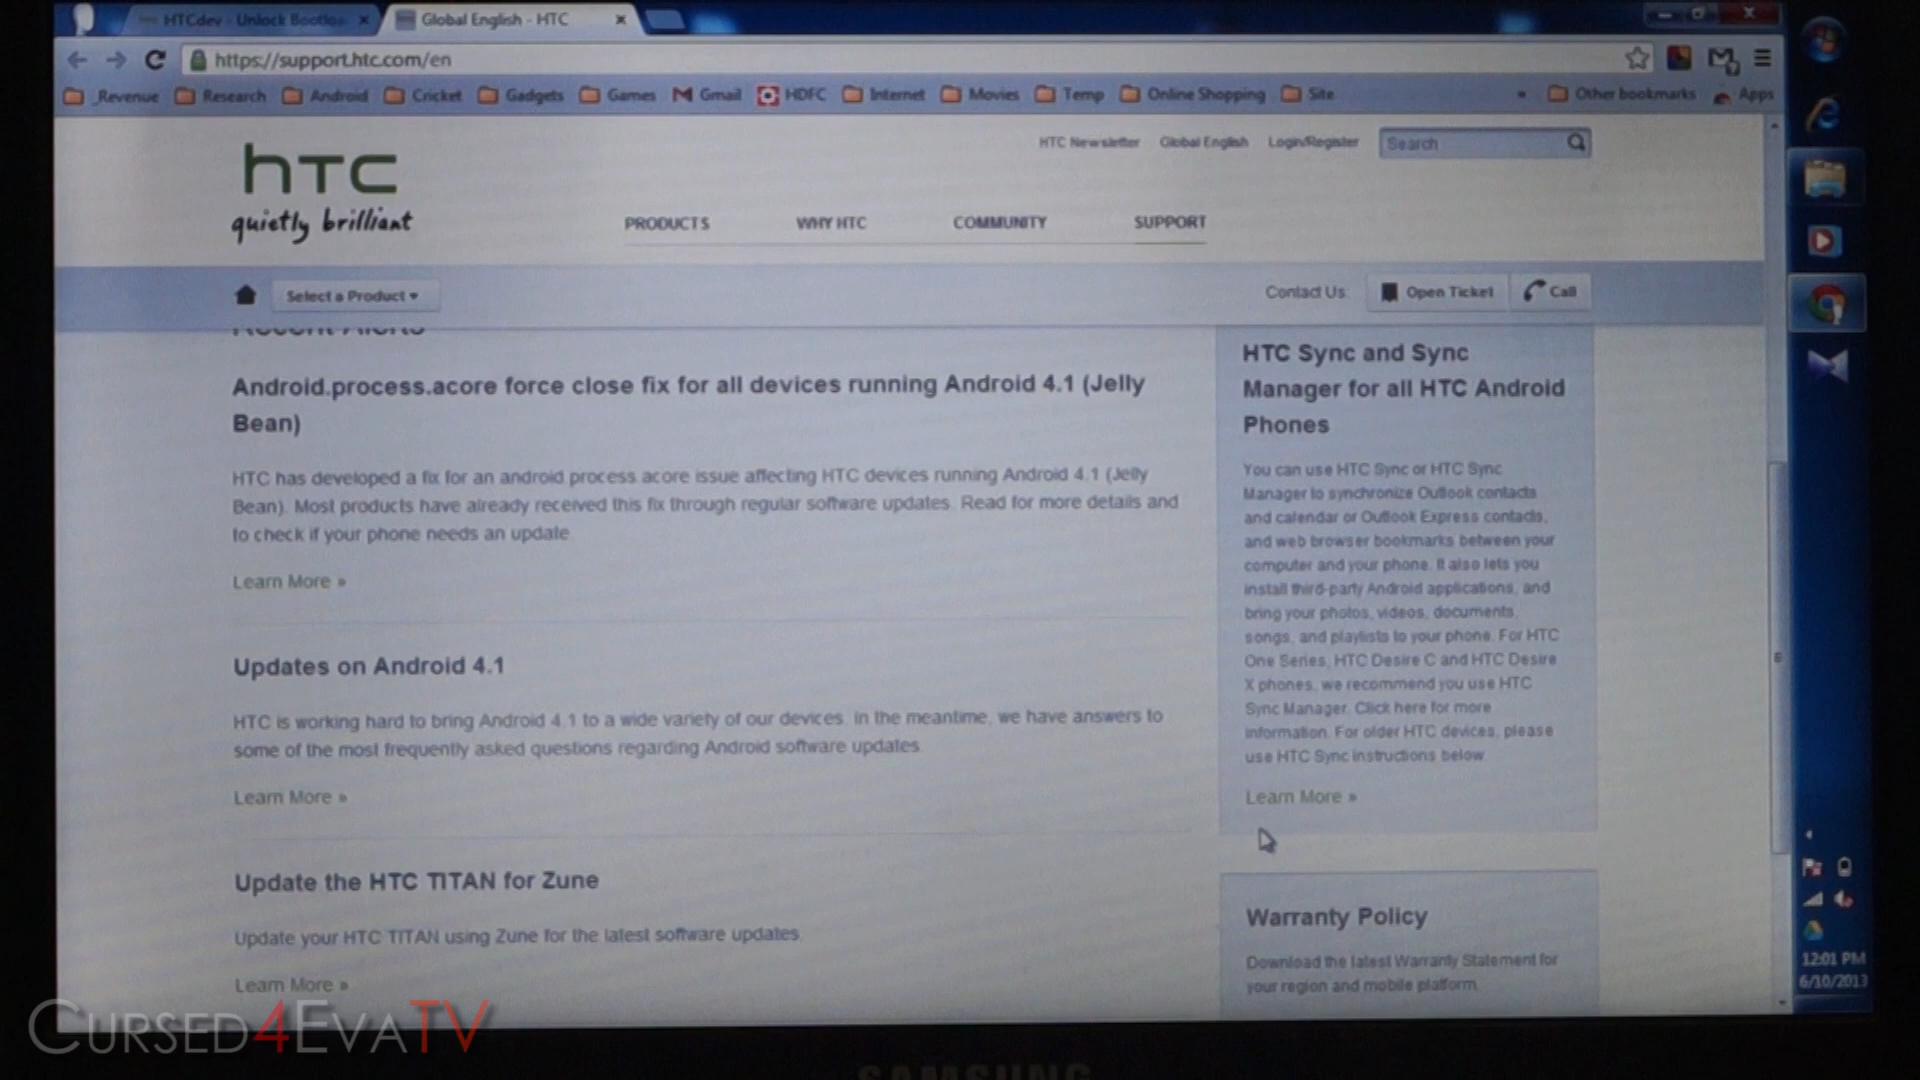 HTCdev - Unlock Bootloa
Global English - HTC
https://support.htc.com/en
_Revenue Research Android Cricket Gadgets Games Gmail HDFC Internet Movies Temp Online Shopping Site » Other bookmarks Apps
HTC Newsletter Global English Login/Register Search
hTC
quietly brilliant
PRODUCTS WHY HTC COMMUNITY SUPPORT
Select a Product ▾
Contact Us: Open Ticket Call
Recent Alerts
Android.process.acore force close fix for all devices running Android 4.1 (Jelly
Bean)
HTC has developed a fix for an android process acore issue affecting HTC devices running Android 4.1 (Jelly
Bean). Most products have already received this fix through regular software updates. Read for more details and
to check if your phone needs an update.
Learn More »
Updates on Android 4.1
HTC is working hard to bring Android 4.1 to a wide variety of our devices. In the meantime, we have answers to
some of the most frequently asked questions regarding Android software updates.
Learn More »
Update the HTC TITAN for Zune
Update your HTC TITAN using Zune for the latest software updates.
Learn More »
HTC Sync and Sync
Manager for all HTC Android
Phones
You can use HTC Sync or HTC Sync
Manager to synchronize Outlook contacts
and calendar or Outlook Express contacts,
and web browser bookmarks between your
computer and your phone. It also lets you
install third-party Android applications, and
bring your photos, videos, documents,
songs, and playlists to your phone. For HTC
One Series, HTC Desire C and HTC Desire
X phones, we recommend you use HTC
Sync Manager. Click here for more
information. For older HTC devices, please
use HTC Sync instructions below.
Learn More »
Warranty Policy
Download the latest Warranty Statement for
your region and mobile platform.
12:01 PM
6/10/2013
CURSED4EVATV
SAMSUNG